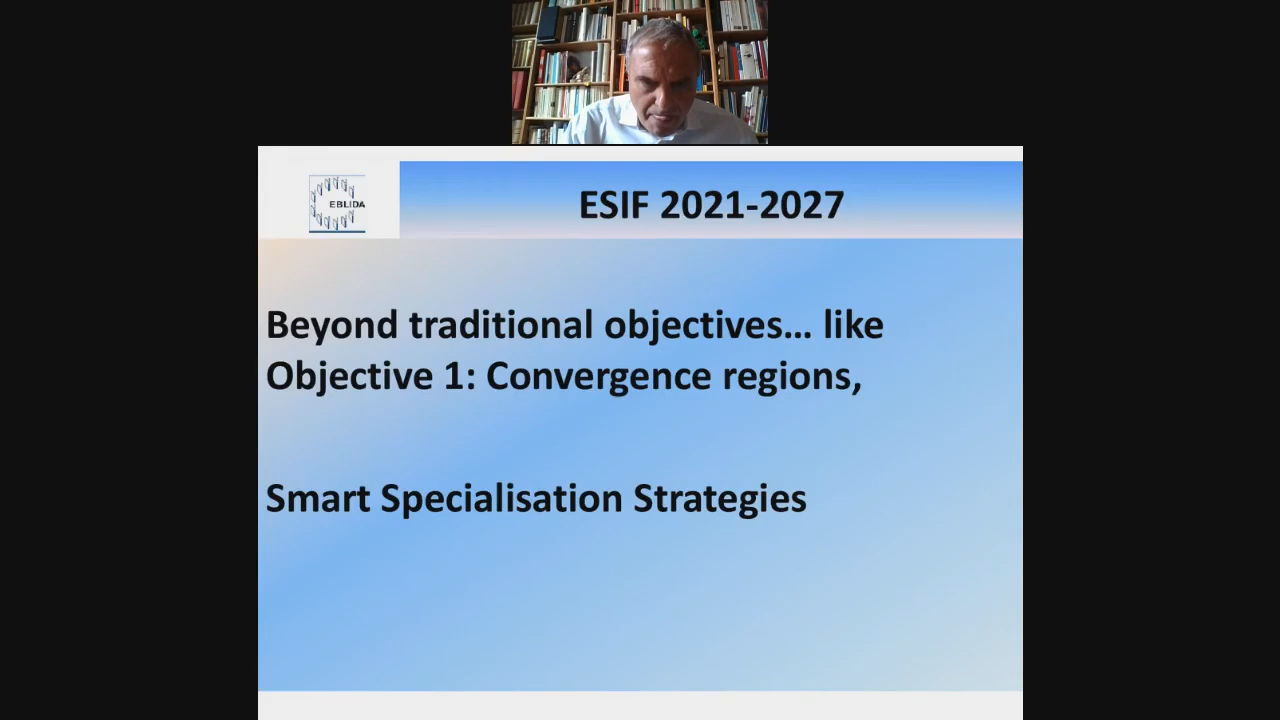 EBLIDA
ESIF 2021-2027
Beyond traditional objectives... like
Objective 1: Convergence regions,
Smart Specialisation Strategies